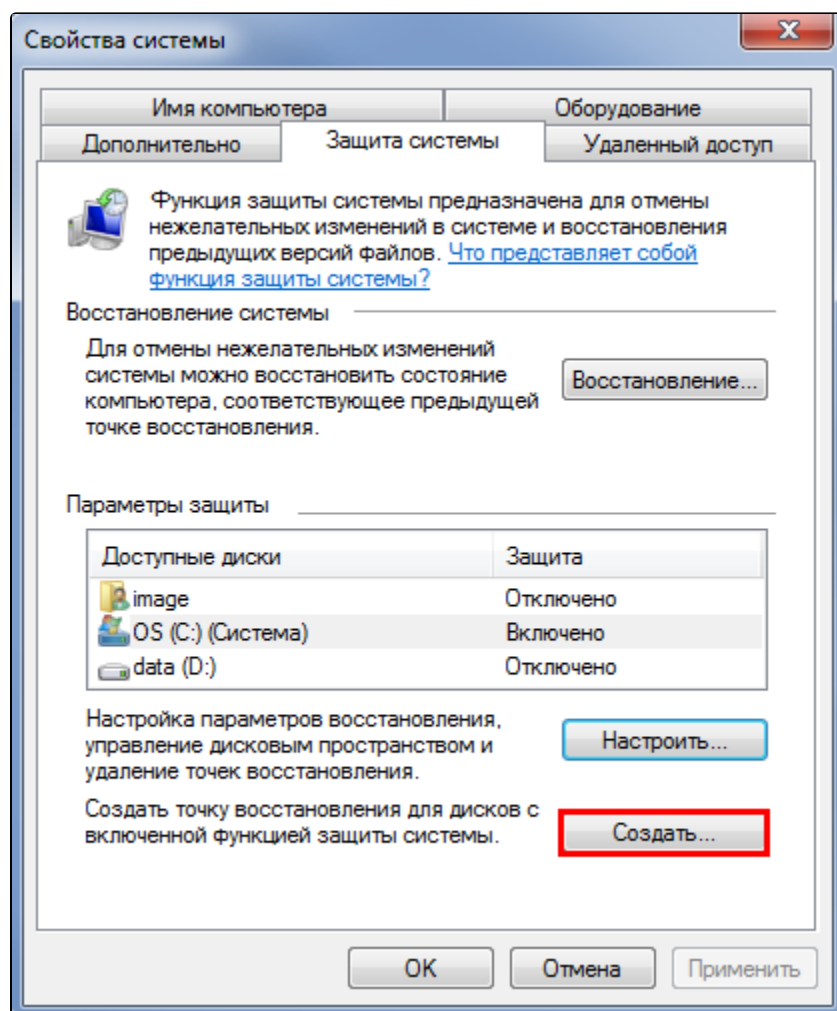 Свойства системы
Имя компьютера
Оборудование
Дополнительно
Защита системы
Удаленный доступ
Функция защиты системы предназначена для отмены
нежелательных изменений в системе и восстановления
предыдущих версий файлов. Что представляет собой
функция защиты системы?
Восстановление системы
Для отмены нежелательных изменений
системы можно восстановить состояние
компьютера, соответствующее предыдущей
точке восстановления.
Восстановление...
Параметры защиты
Доступные диски
Защита
image
Отключено
OS (C:) (Система)
Включено
data (D:)
Отключено
Настройка параметров восстановления,
управление дисковым пространством и
удаление точек восстановления.
Настроить...
Создать точку восстановления для дисков с
включенной функцией защиты системы.
Создать...
OK
Отмена
Применить